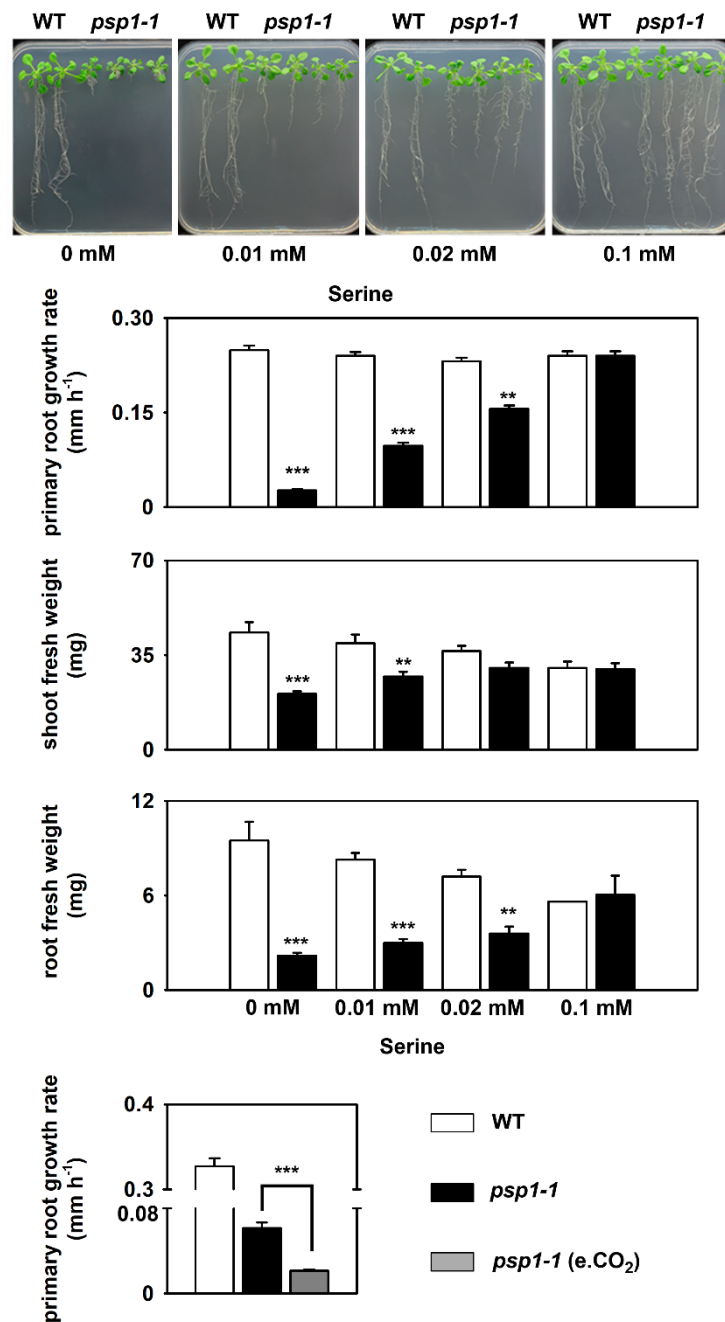 WT psp1-1 WT psp1-1 WT psp1-1 WT psp1-1
0 mM 0.01 mM 0.02 mM 0.1 mM
Serine
primary root growth rate
(mm h-1)
0.30
0.15
0
***
***
**
shoot fresh weight
(mg)
70
35
0
***
**
root fresh weight
(mg)
12
6
0
***
***
**
0 mM 0.01 mM 0.02 mM 0.1 mM
Serine
primary root growth rate
(mm h-1)
0.4
0.3
0.08
0
***
WT
psp1-1
psp1-1 (e.CO2)